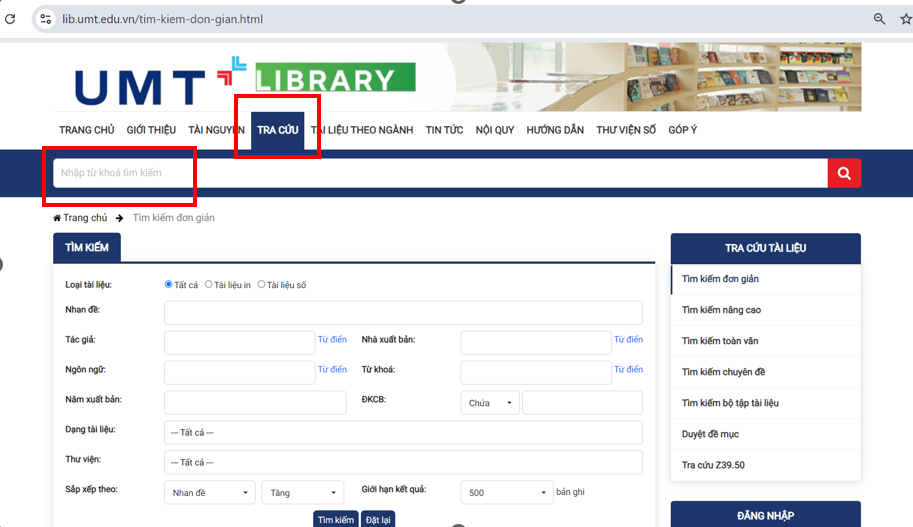 lib.umt.edu.vn/tim-kiem-don-gian.html
UMT LIBRARY
TRANG CHỦ GIỚI THIỆU TÀI NGUYÊN TRA CỨU TÀI LIỆU THEO NGÀNH TIN TỨC NỘI QUY HƯỚNG DẪN THƯ VIỆN SỐ GÓP Ý
Nhập từ khoá tìm kiếm
Trang chủ Tìm kiếm đơn giản
TÌM KIẾM
Loại tài liệu: Tất cả Tài liệu in Tài liệu số
Nhan đề:
Tác giả: Từ điển Nhà xuất bản: Từ điển
Ngôn ngữ: Từ điển Từ khoá: Từ điển
Năm xuất bản: ĐKCB: Chứa
Dạng tài liệu: --- Tất cả ---
Thư viện: --- Tất cả ---
Sắp xếp theo: Nhan đề Tăng Giới hạn kết quả: 500 bản ghi
Tìm kiếm Đặt lại
TRA CỨU TÀI LIỆU
Tìm kiếm đơn giản
Tìm kiếm nâng cao
Tìm kiếm toàn văn
Tìm kiếm chuyên đề
Tìm kiếm bộ tập tài liệu
Duyệt đề mục
Tra cứu Z39.50
ĐĂNG NHẬP